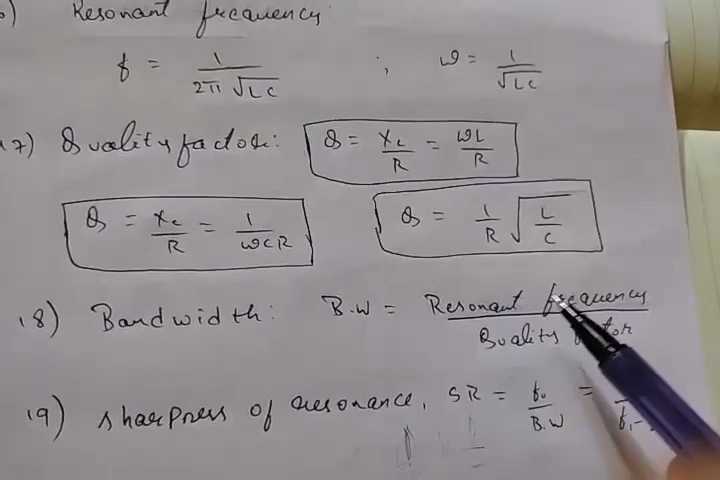 6) Resonant frequency:
f = 1 / 2π √LC ; ω = 1 / √LC
17) Quality factor: Q = XL / R = ωL / R
Q = Xc / R = 1 / ωCR
Q = 1 / R √ L / C
18) Bandwidth: B.W = Resonant frequency / Quality factor
19) Sharpness of resonance, SR = f₀ / B.W =